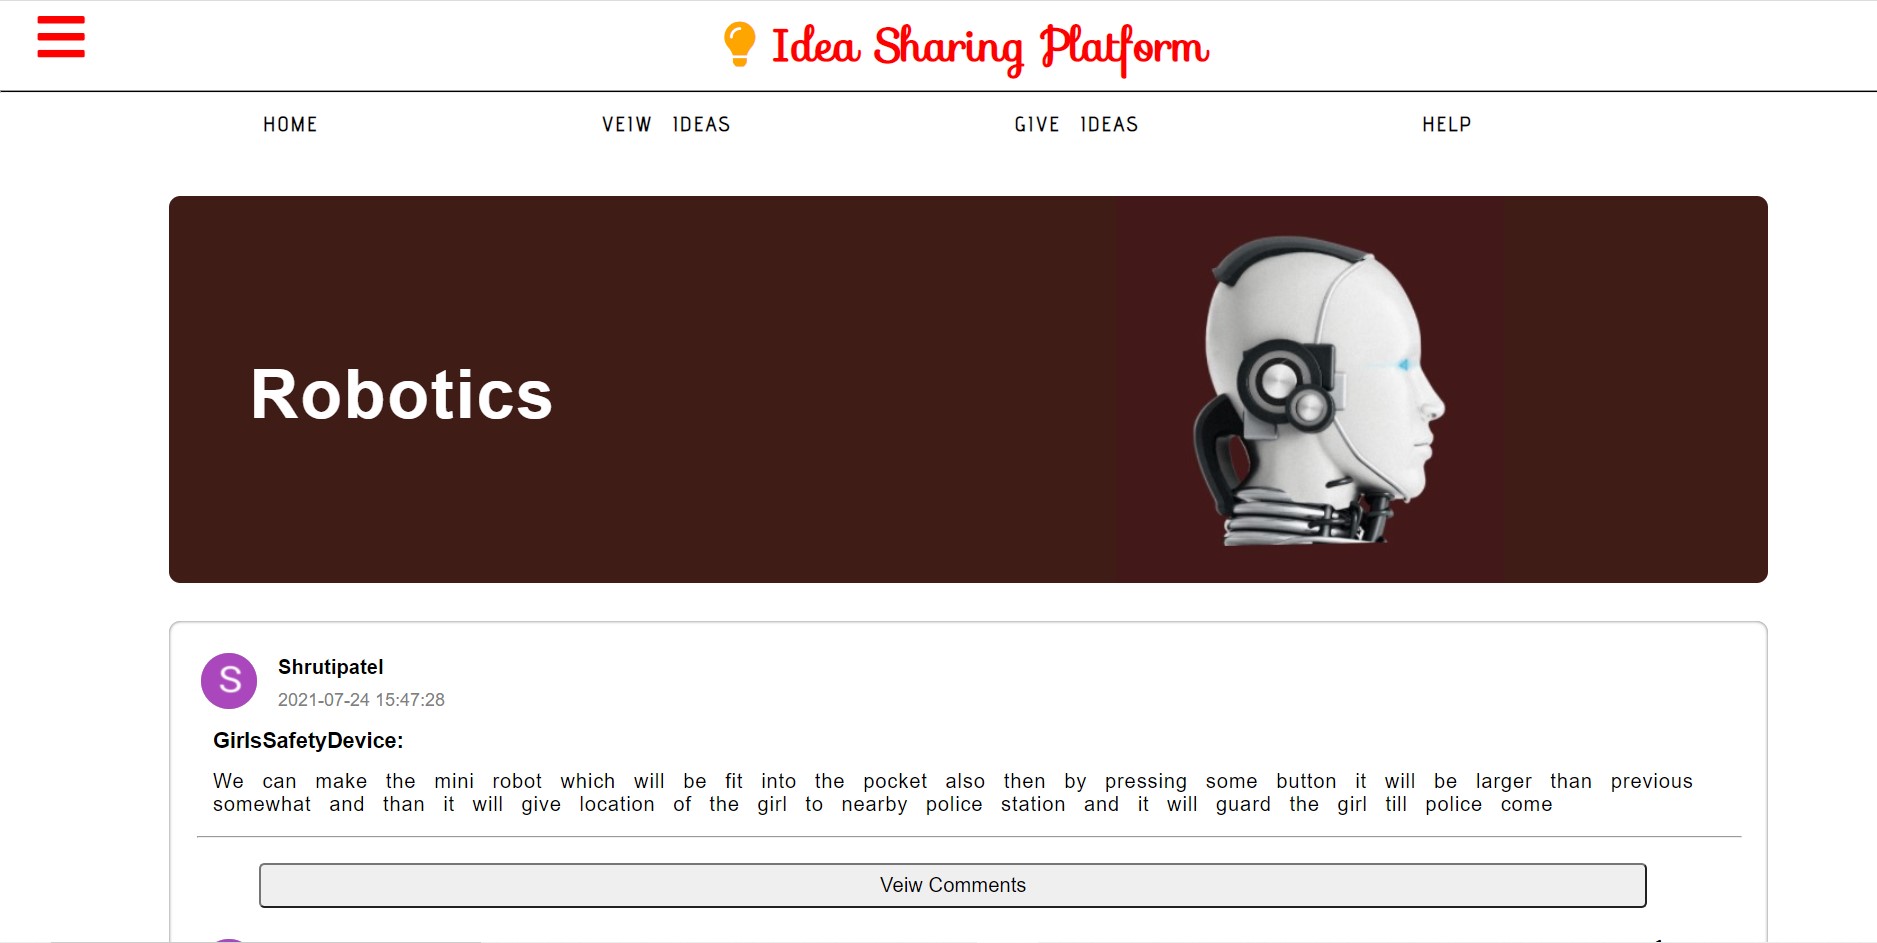 Idea Sharing Platform
HOME VEIW IDEAS GIVE IDEAS HELP
Robotics
S
Shrutipatel
2021-07-24 15:47:28
GirlsSafetyDevice:
We can make the mini robot which will be fit into the pocket also then by pressing some button it will be larger than previous
somewhat and than it will give location of the girl to nearby police station and it will guard the girl till police come
Veiw Comments